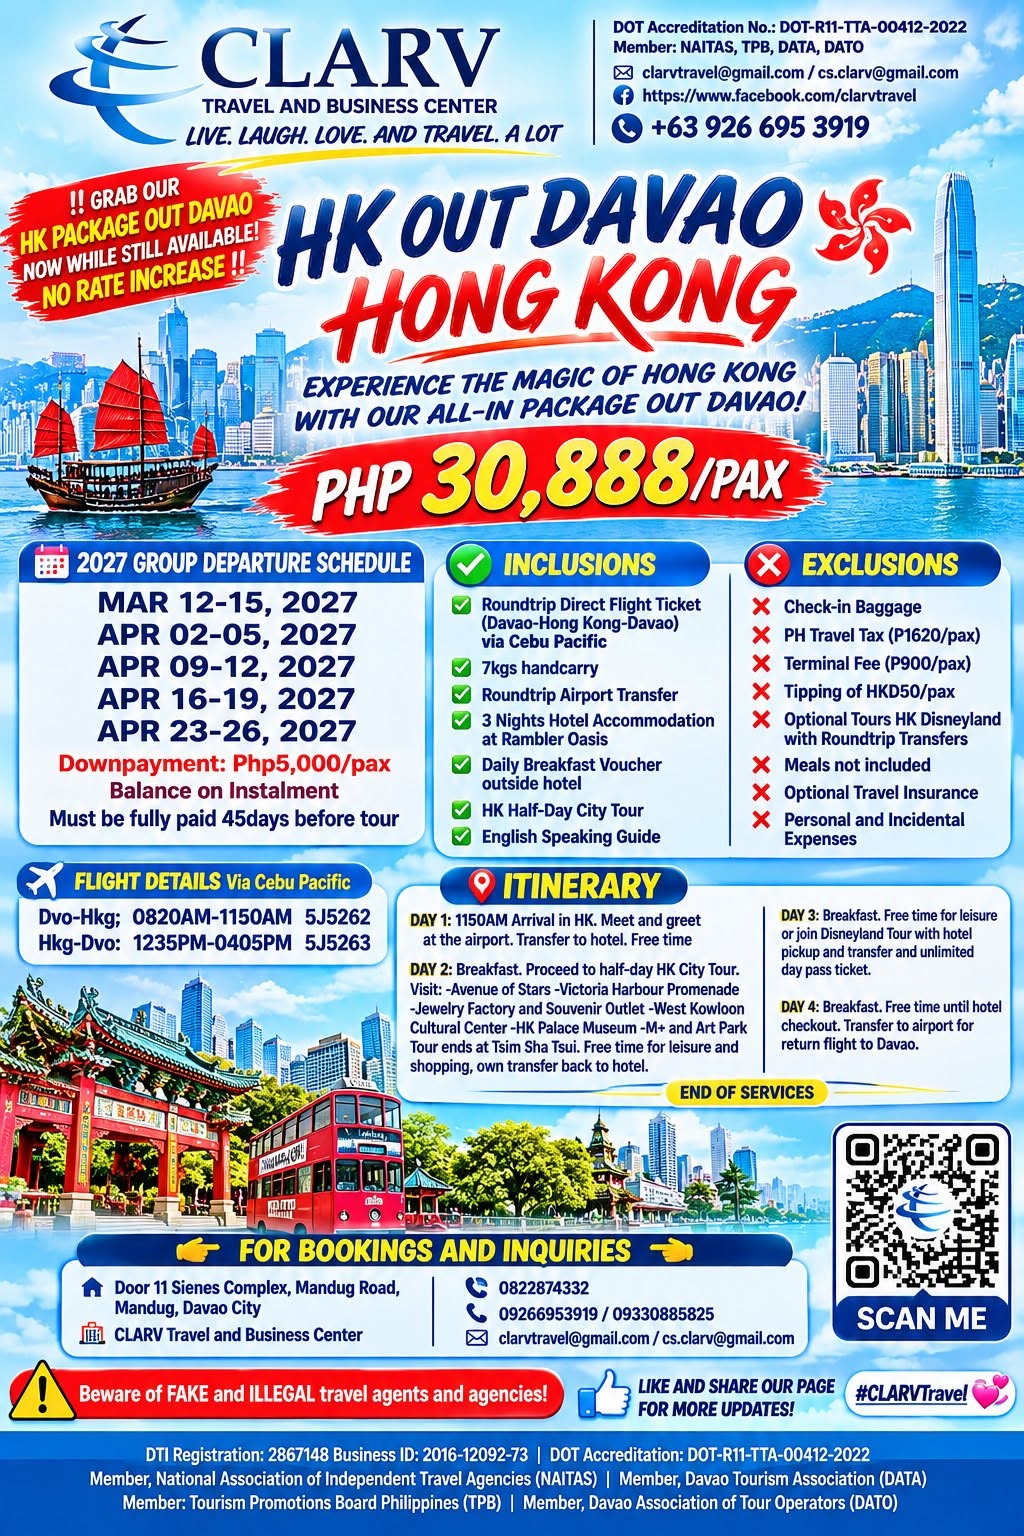 CLARV
TRAVEL AND BUSINESS CENTER
LIVE. LAUGH. LOVE. AND TRAVEL. A LOT
DOT Accreditation No.: DOT-R11-TTA-00412-2022
Member: NAITAS, TPB, DATA, DATO
clarvtravel@gmail.com / cs.clarv@gmail.com
https://www.facebook.com/clarvtravel
+63 926 695 3919
!! GRAB OUR
HK PACKAGE OUT DAVAO
NOW WHILE STILL AVAILABLE!
NO RATE INCREASE !!
HK OUT DAVAO
HONG KONG
EXPERIENCE THE MAGIC OF HONG KONG
WITH OUR ALL-IN PACKAGE OUT DAVAO!
PHP 30,888/PAX
2027 GROUP DEPARTURE SCHEDULE
MAR 12-15, 2027
APR 02-05, 2027
APR 09-12, 2027
APR 16-19, 2027
APR 23-26, 2027
Downpayment: Php5,000/pax
Balance on Instalment
Must be fully paid 45days before tour
INCLUSIONS
Roundtrip Direct Flight Ticket
(Davao-Hong Kong-Davao)
via Cebu Pacific
7kgs handcarry
Roundtrip Airport Transfer
3 Nights Hotel Accommodation
at Rambler Oasis
Daily Breakfast Voucher
outside hotel
HK Half-Day City Tour
English Speaking Guide
EXCLUSIONS
Check-in Baggage
PH Travel Tax (P1620/pax)
Terminal Fee (P900/pax)
Tipping of HKD50/pax
Optional Tours HK Disneyland
with Roundtrip Transfers
Meals not included
Optional Travel Insurance
Personal and Incidental
Expenses
FLIGHT DETAILS Via Cebu Pacific
Dvo-Hkg; 0820AM-1150AM 5J5262
Hkg-Dvo: 1235PM-0405PM 5J5263
ITINERARY
DAY 1: 1150AM Arrival in HK. Meet and greet
at the airport. Transfer to hotel. Free time
DAY 2: Breakfast. Proceed to half-day HK City Tour.
Visit: -Avenue of Stars -Victoria Harbour Promenade
-Jewelry Factory and Souvenir Outlet -West Kowloon
Cultural Center -HK Palace Museum -M+ and Art Park
Tour ends at Tsim Sha Tsui. Free time for leisure and
shopping, own transfer back to hotel.
DAY 3: Breakfast. Free time for leisure
or join Disneyland Tour with hotel
pickup and transfer and unlimited
day pass ticket.
DAY 4: Breakfast. Free time until hotel
checkout. Transfer to airport for
return flight to Davao.
END OF SERVICES
FOR BOOKINGS AND INQUIRIES
Door 11 Sienes Complex, Mandug Road,
Mandug, Davao City
CLARV Travel and Business Center
0822874332
09266953919 / 09330885825
clarvtravel@gmail.com / cs.clarv@gmail.com
SCAN ME
Beware of FAKE and ILLEGAL travel agents and agencies!
LIKE AND SHARE OUR PAGE
FOR MORE UPDATES!
#CLARVTravel
DTI Registration: 2867148 Business ID: 2016-12092-73 | DOT Accreditation: DOT-R11-TTA-00412-2022
Member, National Association of Independent Travel Agencies (NAITAS) | Member, Davao Tourism Association (DATA)
Member: Tourism Promotions Board Philippines (TPB) | Member, Davao Association of Tour Operators (DATO)